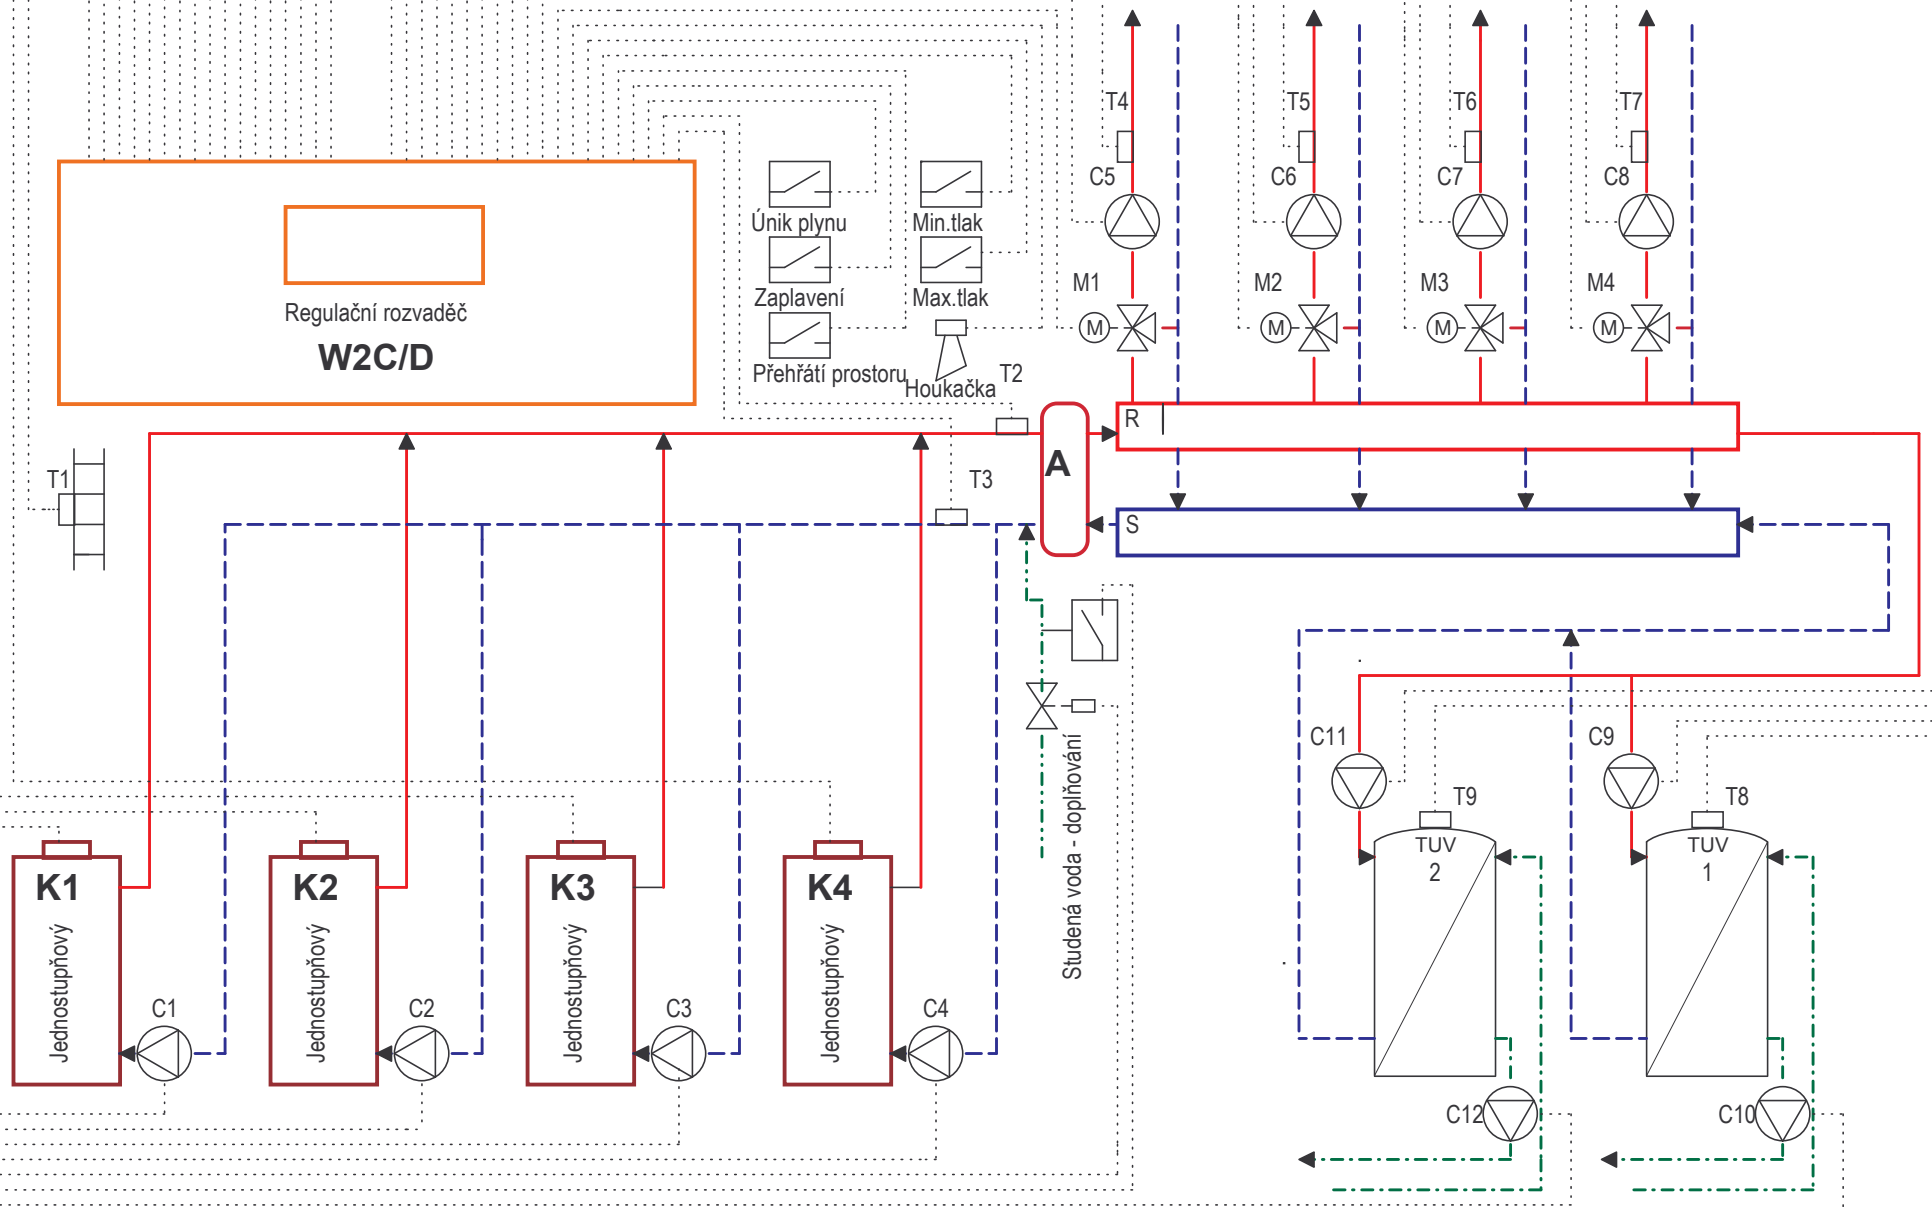 T4
T5
T6
T7
C5
C6
C7
C8
Únik plynu
Min.tlak
M1
M2
M3
M4
Zaplavení
Max.tlak
Regulační rozvaděč
M
M
M
M
W2C/D
Přehřátí prostoru
Houkačka
T2
R
A
T1
T3
S
Studená voda - doplňování
C11
C9
T9
T8
TUV
2
TUV
1
K1
K2
K3
K4
Jednostupňový
Jednostupňový
Jednostupňový
Jednostupňový
C1
C2
C3
C4
C12
C10